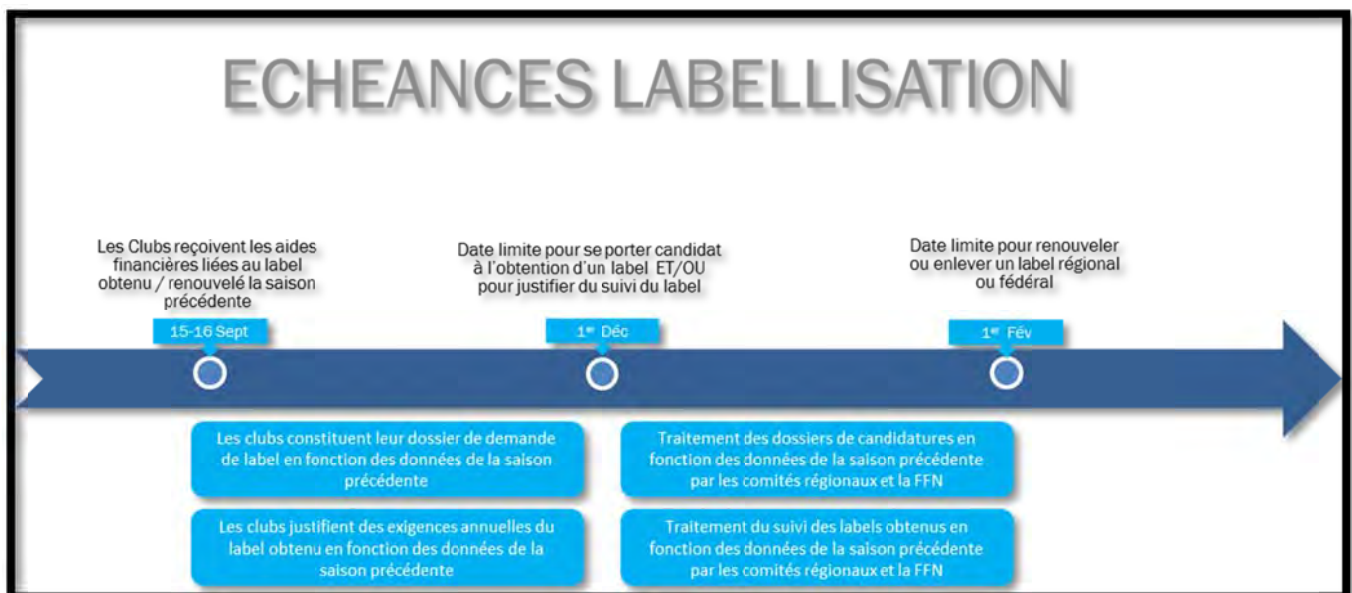 ECHEANCES LABELLISATION
Les Clubs reçoivent les aides
financières liées au label
obtenu / renouvelé la saison
précédente
15-16 Sept
Date limite pour se porter candidat
à l'obtention d'un label ET/OU
pour justifier du suivi du label
1er Déc
Date limite pour renouveler
ou enlever un label régional
ou fédéral
1er Fév
Les clubs constituent leur dossier de demande
de label en fonction des données de la saison
précédente
Traitement des dossiers de candidatures en
fonction des données de la saison précédente
par les comités régionaux et la FFN
Les clubs justifient des exigences annuelles du
label obtenu en fonction des données de la
saison précédente
Traitement du suivi des labels obtenus en
fonction des données de la saison précédente
par les comités régionaux et la FFN